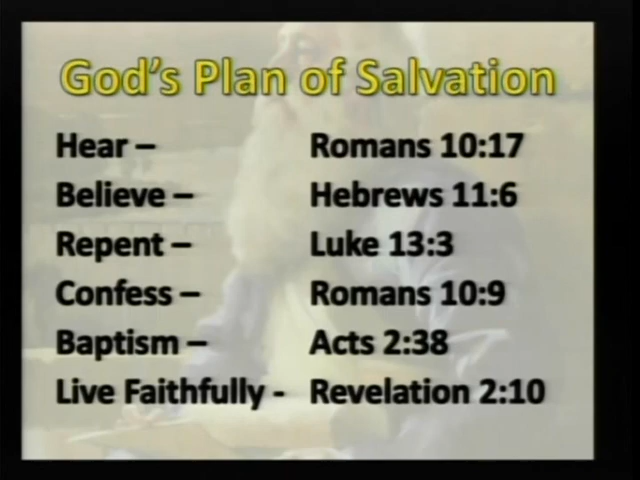 God's Plan of Salvation
Hear – Romans 10:17
Believe – Hebrews 11:6
Repent – Luke 13:3
Confess – Romans 10:9
Baptism – Acts 2:38
Live Faithfully - Revelation 2:10